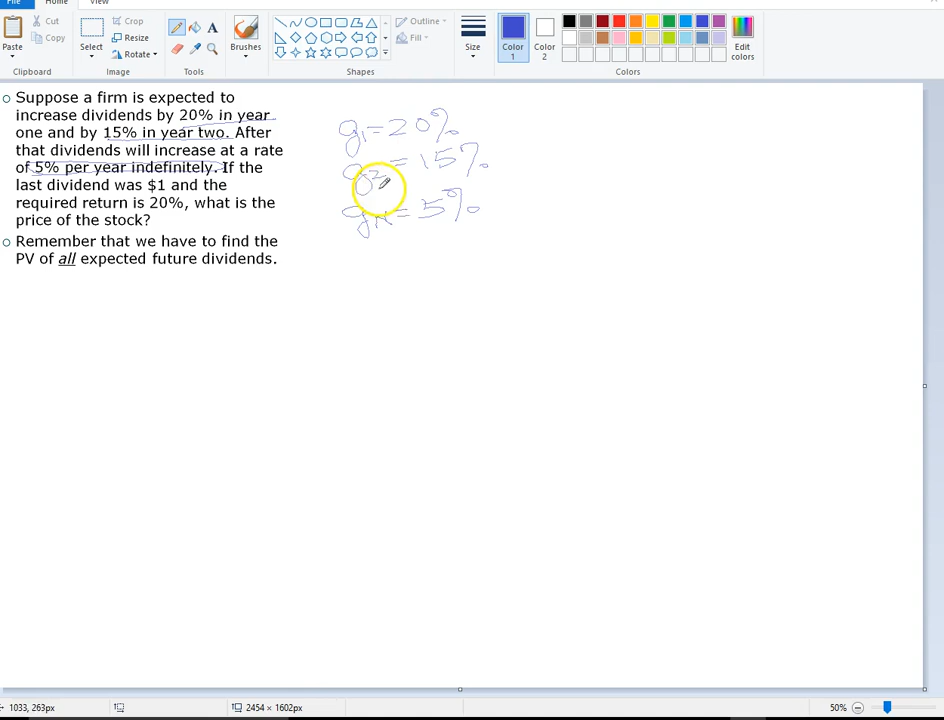 File
Home
View
Paste
Cut
Copy
Clipboard
Select
Crop
Resize
Rotate
Image
A
Tools
Brushes
Shapes
Outline
Fill
Size
Color
1
Color
2
Edit
colors
Colors
Suppose a firm is expected to
increase dividends by 20% in year
one and by 15% in year two. After
that dividends will increase at a rate
of 5% per year indefinitely. If the
last dividend was $1 and the
required return is 20%, what is the
price of the stock?
Remember that we have to find the
PV of all expected future dividends.
g1=20%
g2=15%
gn=5%
1033, 263px
2454 × 1602px
50%